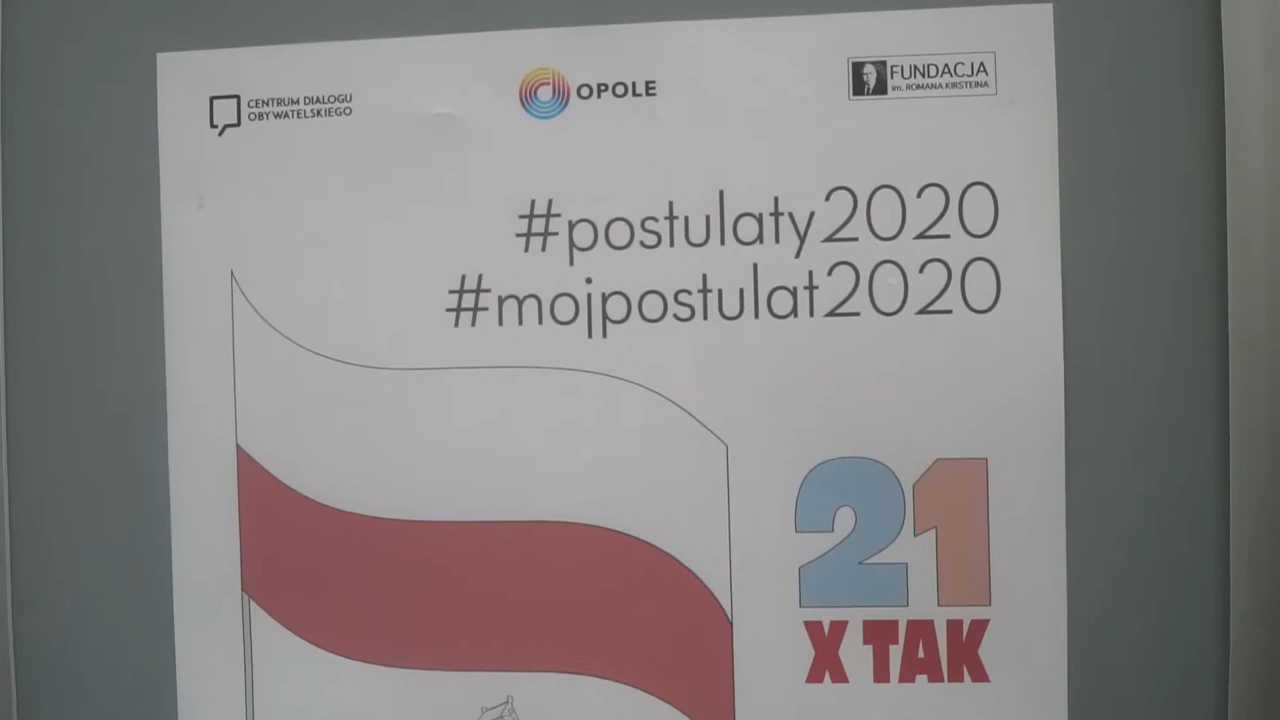 CENTRUM DIALOGU
OBYWATELSKIEGO
OPOLE
FUNDACJA
im. ROMANA KIRSTEINA
#postulaty2020
#mojpostulat2020
21
X TAK